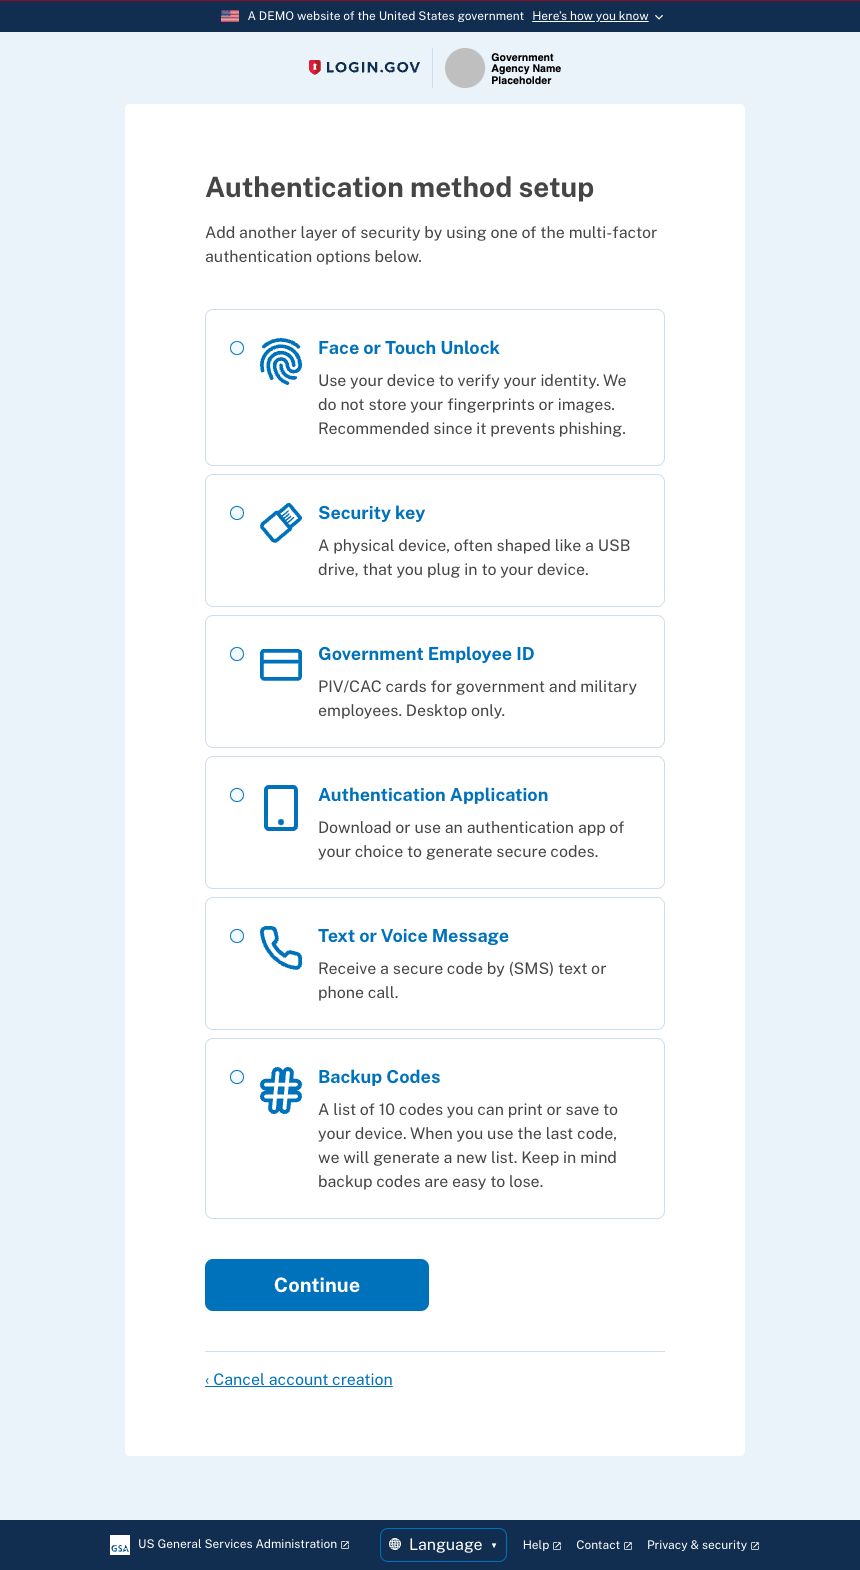 A DEMO website of the United States government Here's how you know
LOGIN.GOV
Government
Agency Name
Placeholder
Authentication method setup
Add another layer of security by using one of the multi-factor
authentication options below.
Face or Touch Unlock
Use your device to verify your identity. We
do not store your fingerprints or images.
Recommended since it prevents phishing.
Security key
A physical device, often shaped like a USB
drive, that you plug in to your device.
Government Employee ID
PIV/CAC cards for government and military
employees. Desktop only.
Authentication Application
Download or use an authentication app of
your choice to generate secure codes.
Text or Voice Message
Receive a secure code by (SMS) text or
phone call.
Backup Codes
A list of 10 codes you can print or save to
your device. When you use the last code,
we will generate a new list. Keep in mind
backup codes are easy to lose.
Continue
‹ Cancel account creation
GSA US General Services Administration Language Help Contact Privacy & security